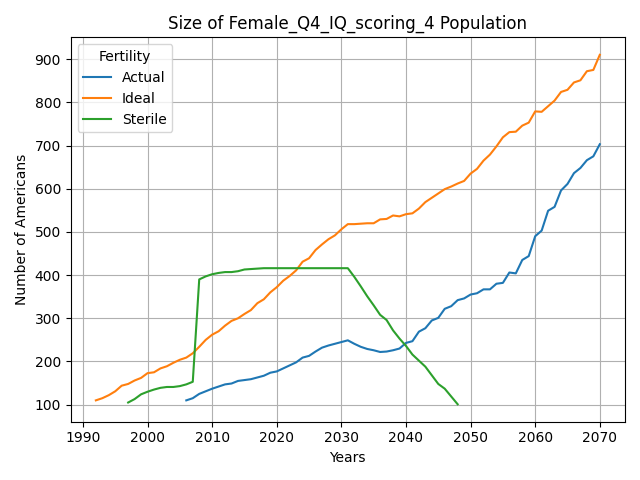 Size of Female_Q4_IQ_scoring_4 Population
Fertility
Actual
Ideal
Sterile
Number of Americans
900
800
700
600
500
400
300
200
100
1990 2000 2010 2020 2030 2040 2050 2060 2070
Years